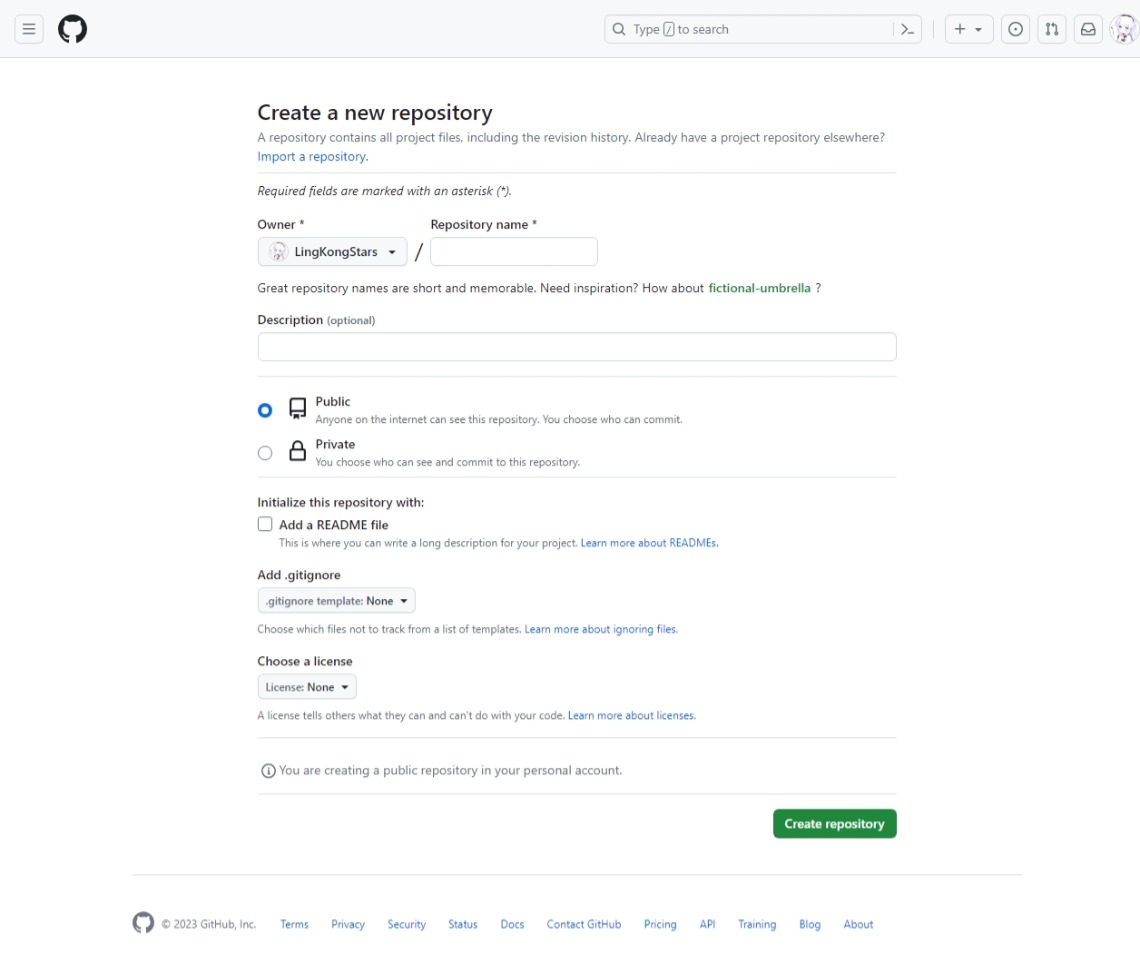 Type / to search
Create a new repository
A repository contains all project files, including the revision history. Already have a project repository elsewhere?
Import a repository.
Required fields are marked with an asterisk (*).
Owner * Repository name *
LingKongStars /
Great repository names are short and memorable. Need inspiration? How about fictional-umbrella ?
Description (optional)
Public
Anyone on the internet can see this repository. You choose who can commit.
Private
You choose who can see and commit to this repository.
Initialize this repository with:
Add a README file
This is where you can write a long description for your project. Learn more about READMEs.
Add .gitignore
.gitignore template: None
Choose which files not to track from a list of templates. Learn more about ignoring files.
Choose a license
License: None
A license tells others what they can and can't do with your code. Learn more about licenses.
You are creating a public repository in your personal account.
Create repository
© 2023 GitHub, Inc. Terms Privacy Security Status Docs Contact GitHub Pricing API Training Blog About